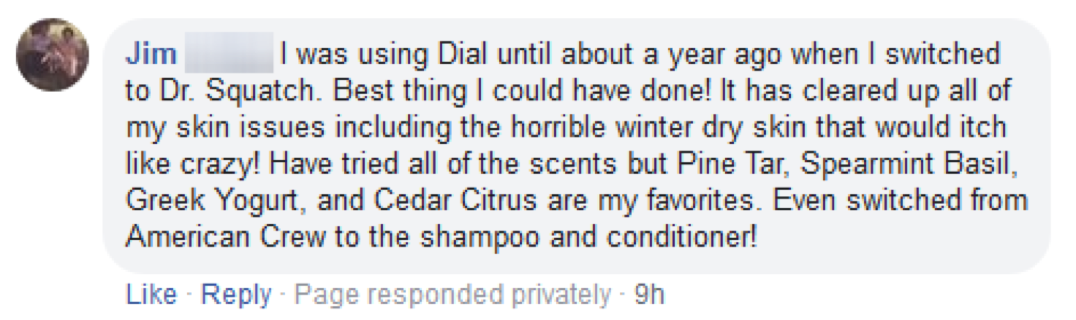 Jim I was using Dial until about a year ago when I switched
to Dr. Squatch. Best thing I could have done! It has cleared up all of
my skin issues including the horrible winter dry skin that would itch
like crazy! Have tried all of the scents but Pine Tar, Spearmint Basil,
Greek Yogurt, and Cedar Citrus are my favorites. Even switched from
American Crew to the shampoo and conditioner!
Like · Reply · Page responded privately · 9h